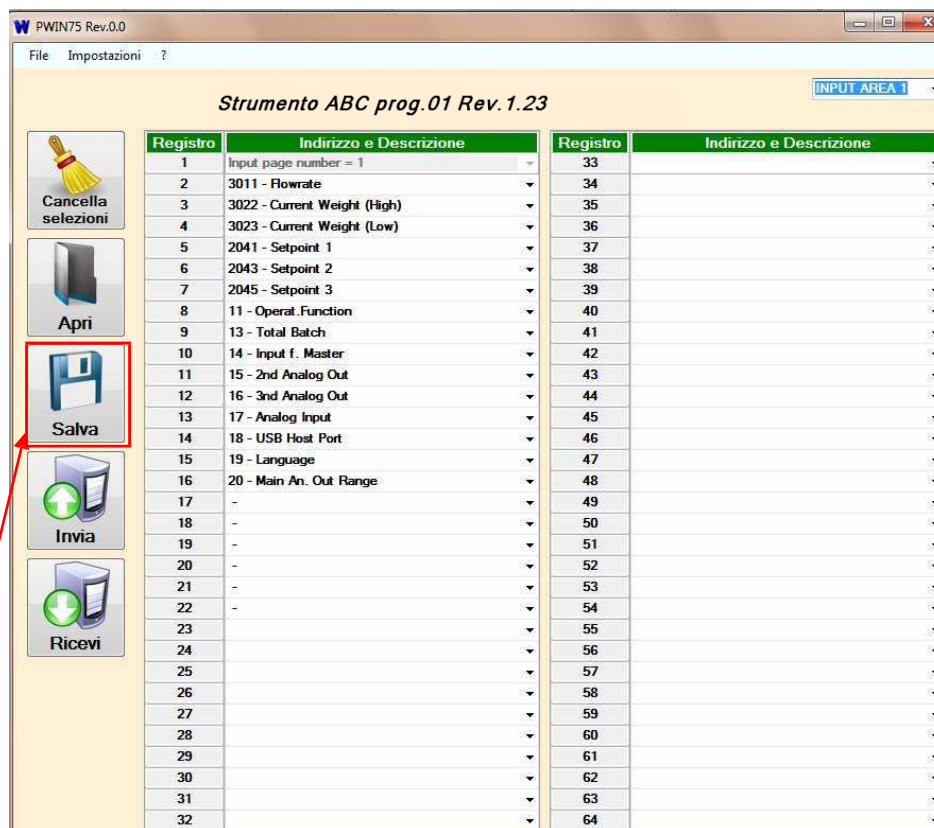 PWIN75 Rev.0.0
File Impostazioni ?
INPUT AREA 1
Strumento ABC prog.01 Rev.1.23
Cancella
selezioni
Apri
Salva
Invia
Ricevi
Registro Indirizzo e Descrizione
1 Input page number = 1
2 3011 - Flowrate
3 3022 - Current Weight (High)
4 3023 - Current Weight (Low)
5 2041 - Setpoint 1
6 2043 - Setpoint 2
7 2045 - Setpoint 3
8 11 - Operat.Function
9 13 - Total Batch
10 14 - Input f. Master
11 15 - 2nd Analog Out
12 16 - 3nd Analog Out
13 17 - Analog Input
14 18 - USB Host Port
15 19 - Language
16 20 - Main An. Out Range
17 -
18 -
19 -
20 -
21 -
22 -
23
24
25
26
27
28
29
30
31
32
Registro Indirizzo e Descrizione
33
34
35
36
37
38
39
40
41
42
43
44
45
46
47
48
49
50
51
52
53
54
55
56
57
58
59
60
61
62
63
64